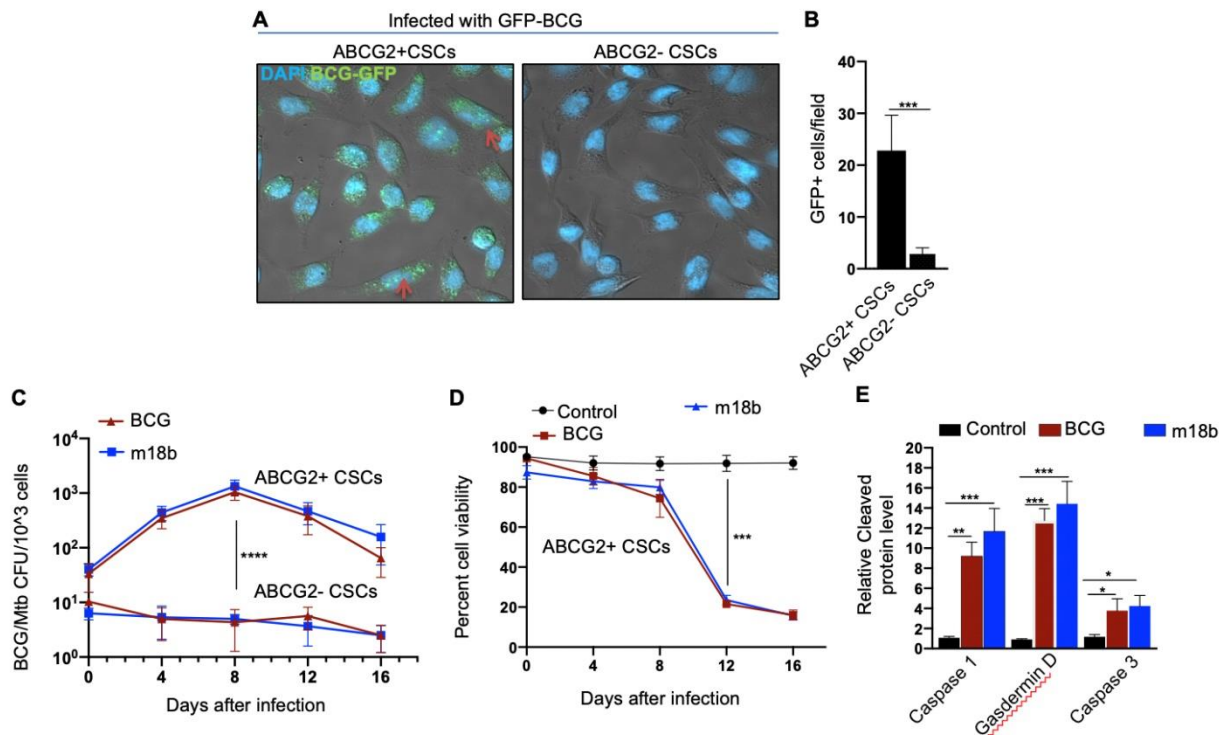 A
Infected with GFP-BCG
ABCG2+CSCs
ABCG2- CSCs
DAPI BCG-GFP
B
GFP+ cells/field
40
30
20
10
0
***
ABCG2+ CSCs
ABCG2- CSCs
C
BCG
m18b
BCG/Mtb CFU/10^3 cells
10^4
10^3
10^2
10^1
10^0
ABCG2+ CSCs
****
ABCG2- CSCs
0 4 8 12 16
Days after infection
D
Control
m18b
BCG
Percent cell viability
100
80
60
40
20
0
ABCG2+ CSCs
***
0 4 8 12 16
Days after infection
E
Control BCG m18b
Relative Cleaved
protein level
20
18
16
14
12
10
8
6
4
2
0
***
**
***
***
*
*
Caspase 1
Gasdermin D
Caspase 3